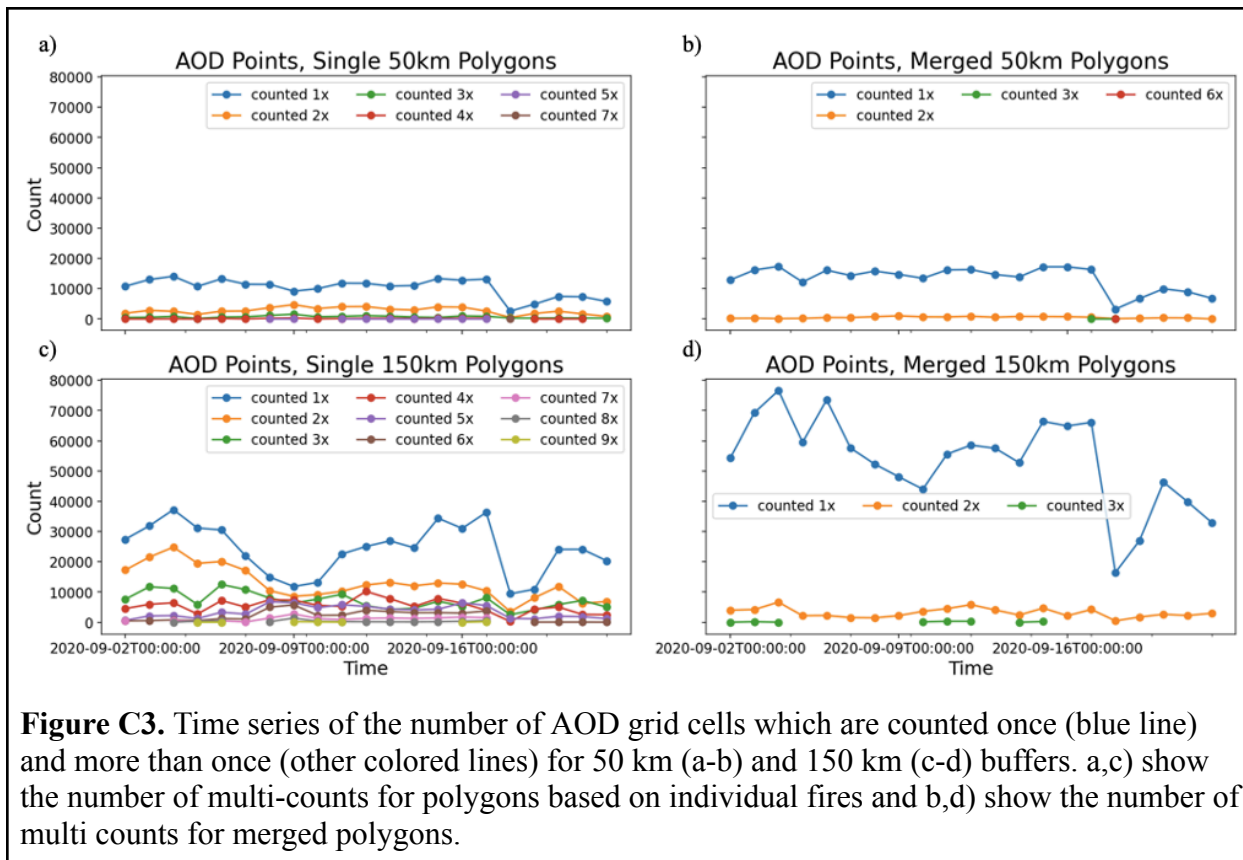 a)
AOD Points, Single 50km Polygons
80000
70000
60000
50000
40000
30000
20000
10000
0
Count
counted 1x
counted 2x
counted 3x
counted 4x
counted 5x
counted 7x
b)
AOD Points, Merged 50km Polygons
counted 1x
counted 2x
counted 3x
counted 6x
c)
AOD Points, Single 150km Polygons
80000
70000
60000
50000
40000
30000
20000
10000
0
Count
counted 1x
counted 2x
counted 3x
counted 4x
counted 5x
counted 6x
counted 7x
counted 8x
counted 9x
2020-09-02T00:00:00
2020-09-09T00:00:00
2020-09-16T00:00:00
Time
d)
AOD Points, Merged 150km Polygons
counted 1x
counted 2x
counted 3x
2020-09-02T00:00:00
2020-09-09T00:00:00
2020-09-16T00:00:00
Time
Figure C3. Time series of the number of AOD grid cells which are counted once (blue line)
and more than once (other colored lines) for 50 km (a-b) and 150 km (c-d) buffers. a,c) show
the number of multi-counts for polygons based on individual fires and b,d) show the number of
multi counts for merged polygons.